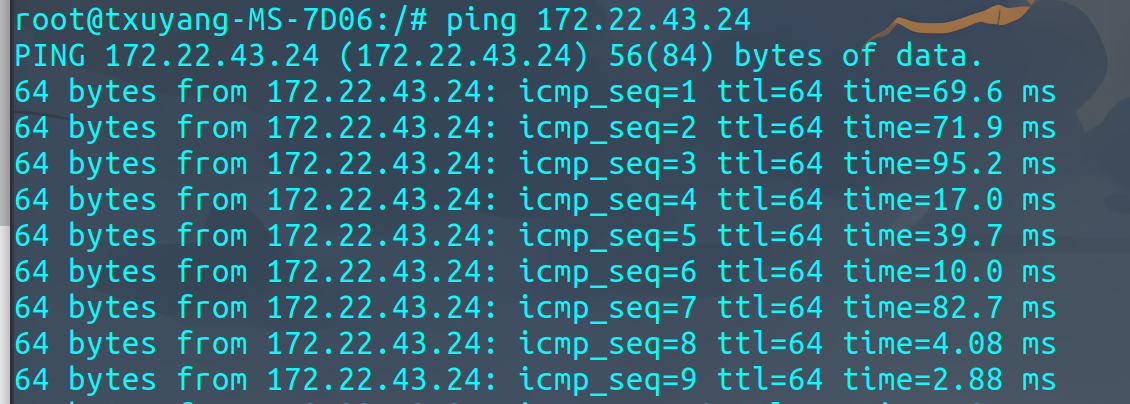 root@txuyang-MS-7D06:/# ping 172.22.43.24
PING 172.22.43.24 (172.22.43.24) 56(84) bytes of data.
64 bytes from 172.22.43.24: icmp_seq=1 ttl=64 time=69.6 ms
64 bytes from 172.22.43.24: icmp_seq=2 ttl=64 time=71.9 ms
64 bytes from 172.22.43.24: icmp_seq=3 ttl=64 time=95.2 ms
64 bytes from 172.22.43.24: icmp_seq=4 ttl=64 time=17.0 ms
64 bytes from 172.22.43.24: icmp_seq=5 ttl=64 time=39.7 ms
64 bytes from 172.22.43.24: icmp_seq=6 ttl=64 time=10.0 ms
64 bytes from 172.22.43.24: icmp_seq=7 ttl=64 time=82.7 ms
64 bytes from 172.22.43.24: icmp_seq=8 ttl=64 time=4.08 ms
64 bytes from 172.22.43.24: icmp_seq=9 ttl=64 time=2.88 ms